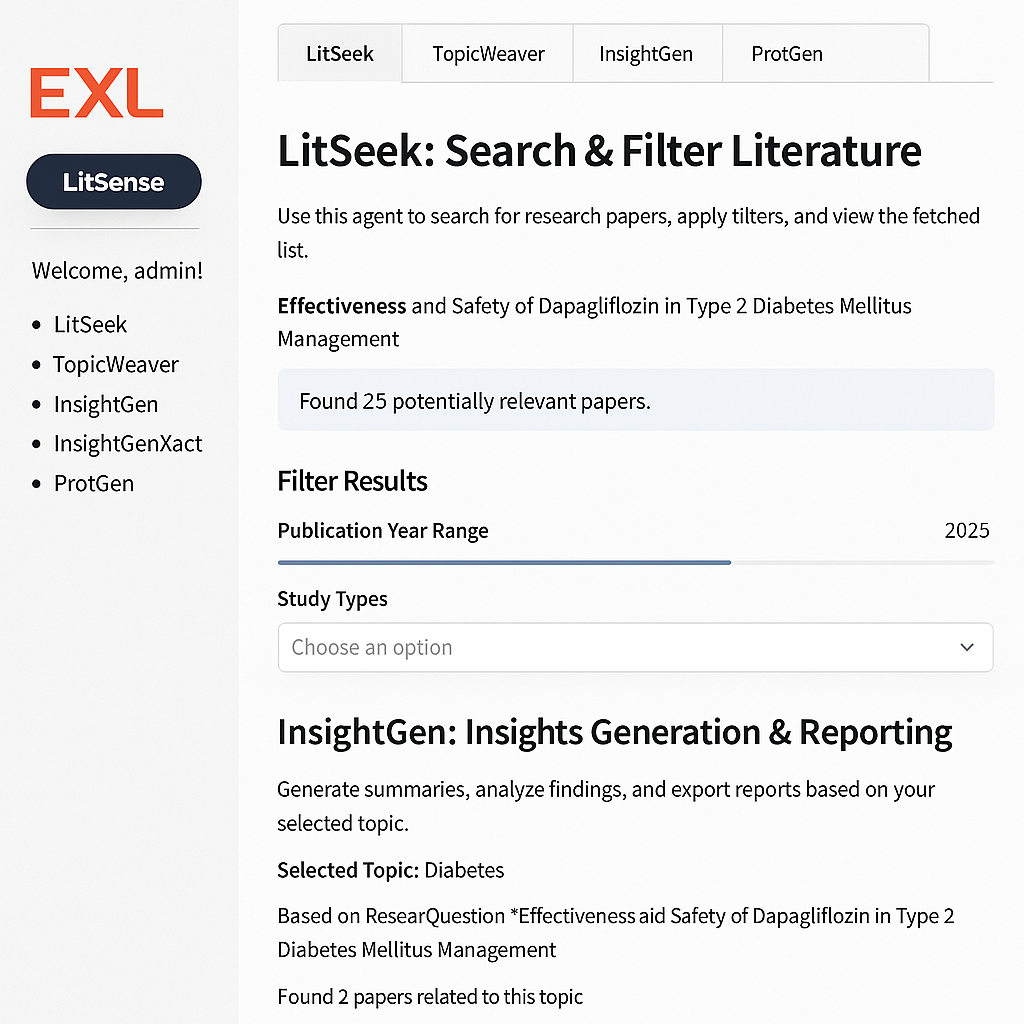 EXL
LitSense
Welcome, admin!
• LitSeek
• TopicWeaver
• InsightGen
• InsightGenXact
• ProtGen
LitSeek
TopicWeaver
InsightGen
ProtGen
LitSeek: Search & Filter Literature
Use this agent to search for research papers, apply tilters, and view the fetched
list.
Effectiveness and Safety of Dapagliflozin in Type 2 Diabetes Mellitus
Management
Found 25 potentially relevant papers.
Filter Results
Publication Year Range 2025
Study Types
Choose an option
InsightGen: Insights Generation & Reporting
Generate summaries, analyze findings, and export reports based on your
selected topic.
Selected Topic: Diabetes
Based on ResearQuestion *Effectiveness aid Safety of Dapagliflozin in Type 2
Diabetes Mellitus Management
Found 2 papers related to this topic